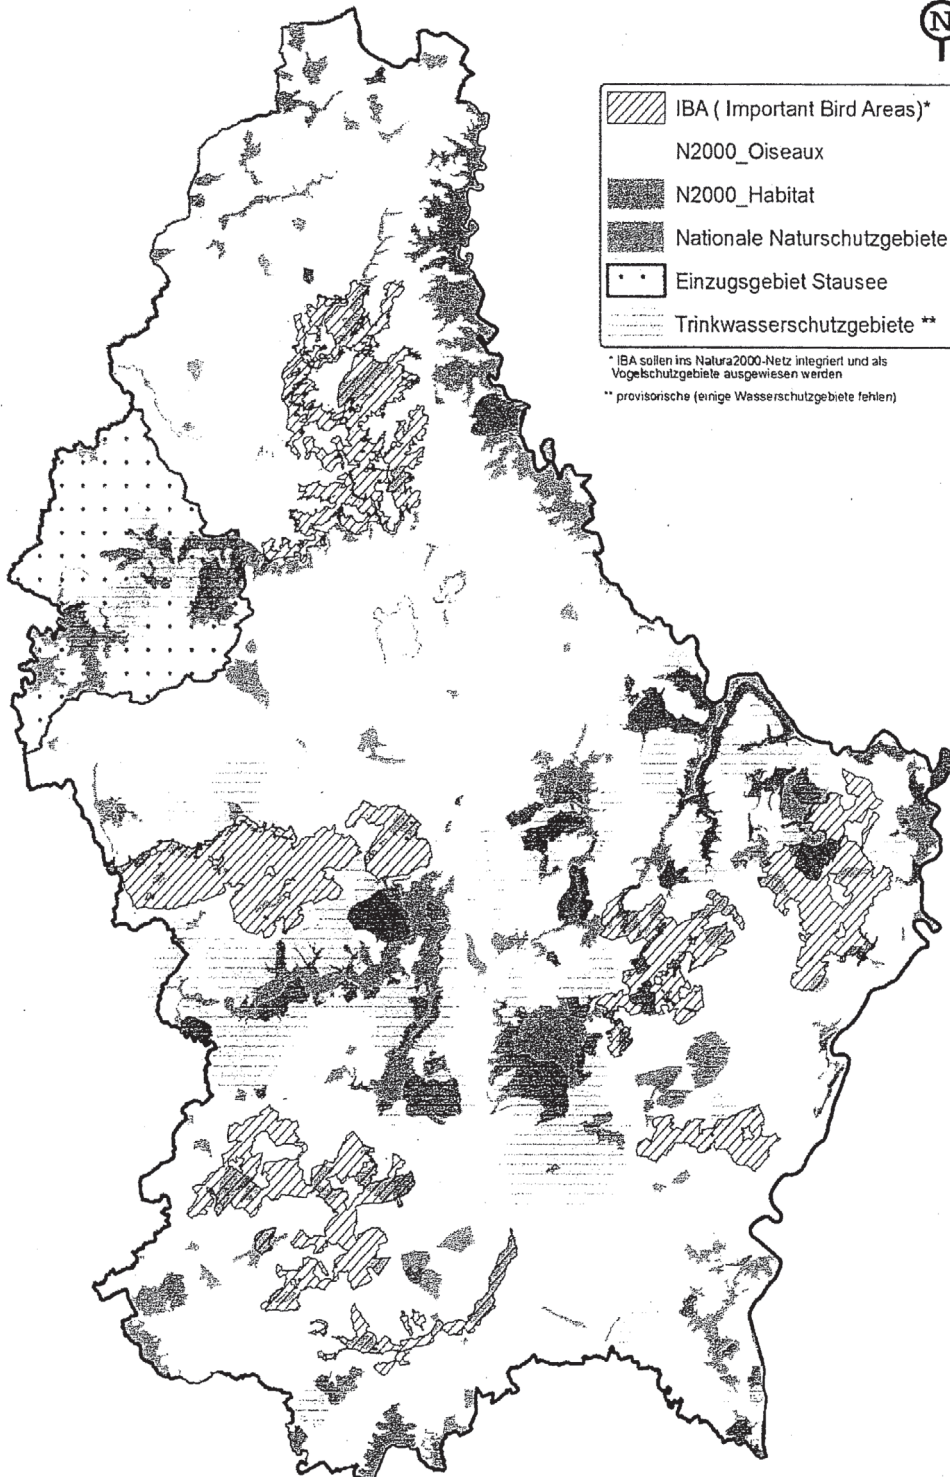 N
IBA ( Important Bird Areas)*
N2000_Oiseaux
N2000_Habitat
Nationale Naturschutzgebiete
Einzugsgebiet Stausee
Trinkwasserschutzgebiete **
* IBA sollen ins Natura2000-Netz integriert und als
Vogelschutzgebiete ausgewiesen werden
** provisorische (einige Wasserschutzgebiete fehlen)